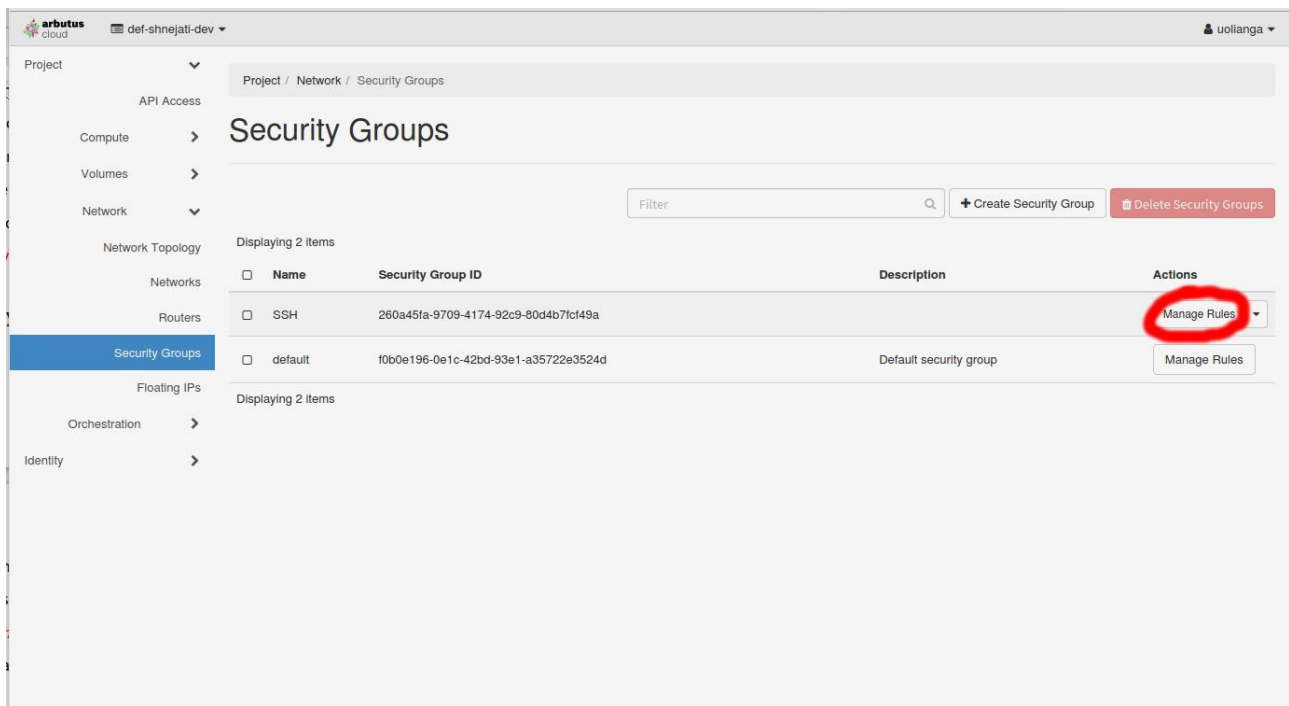 arbutus
cloud
def-shnejati-dev
uolianga
Project
API Access
Compute
Volumes
Network
Network Topology
Networks
Routers
Security Groups
Floating IPs
Orchestration
Identity
Project / Network / Security Groups
Security Groups
Filter
+ Create Security Group
Delete Security Groups
Displaying 2 items
Name Security Group ID Description Actions
SSH 260a45fa-9709-4174-92c9-80d4b7fcf49a Manage Rules
default f0b0e196-0e1c-42bd-93e1-a35722e3524d Default security group Manage Rules
Displaying 2 items